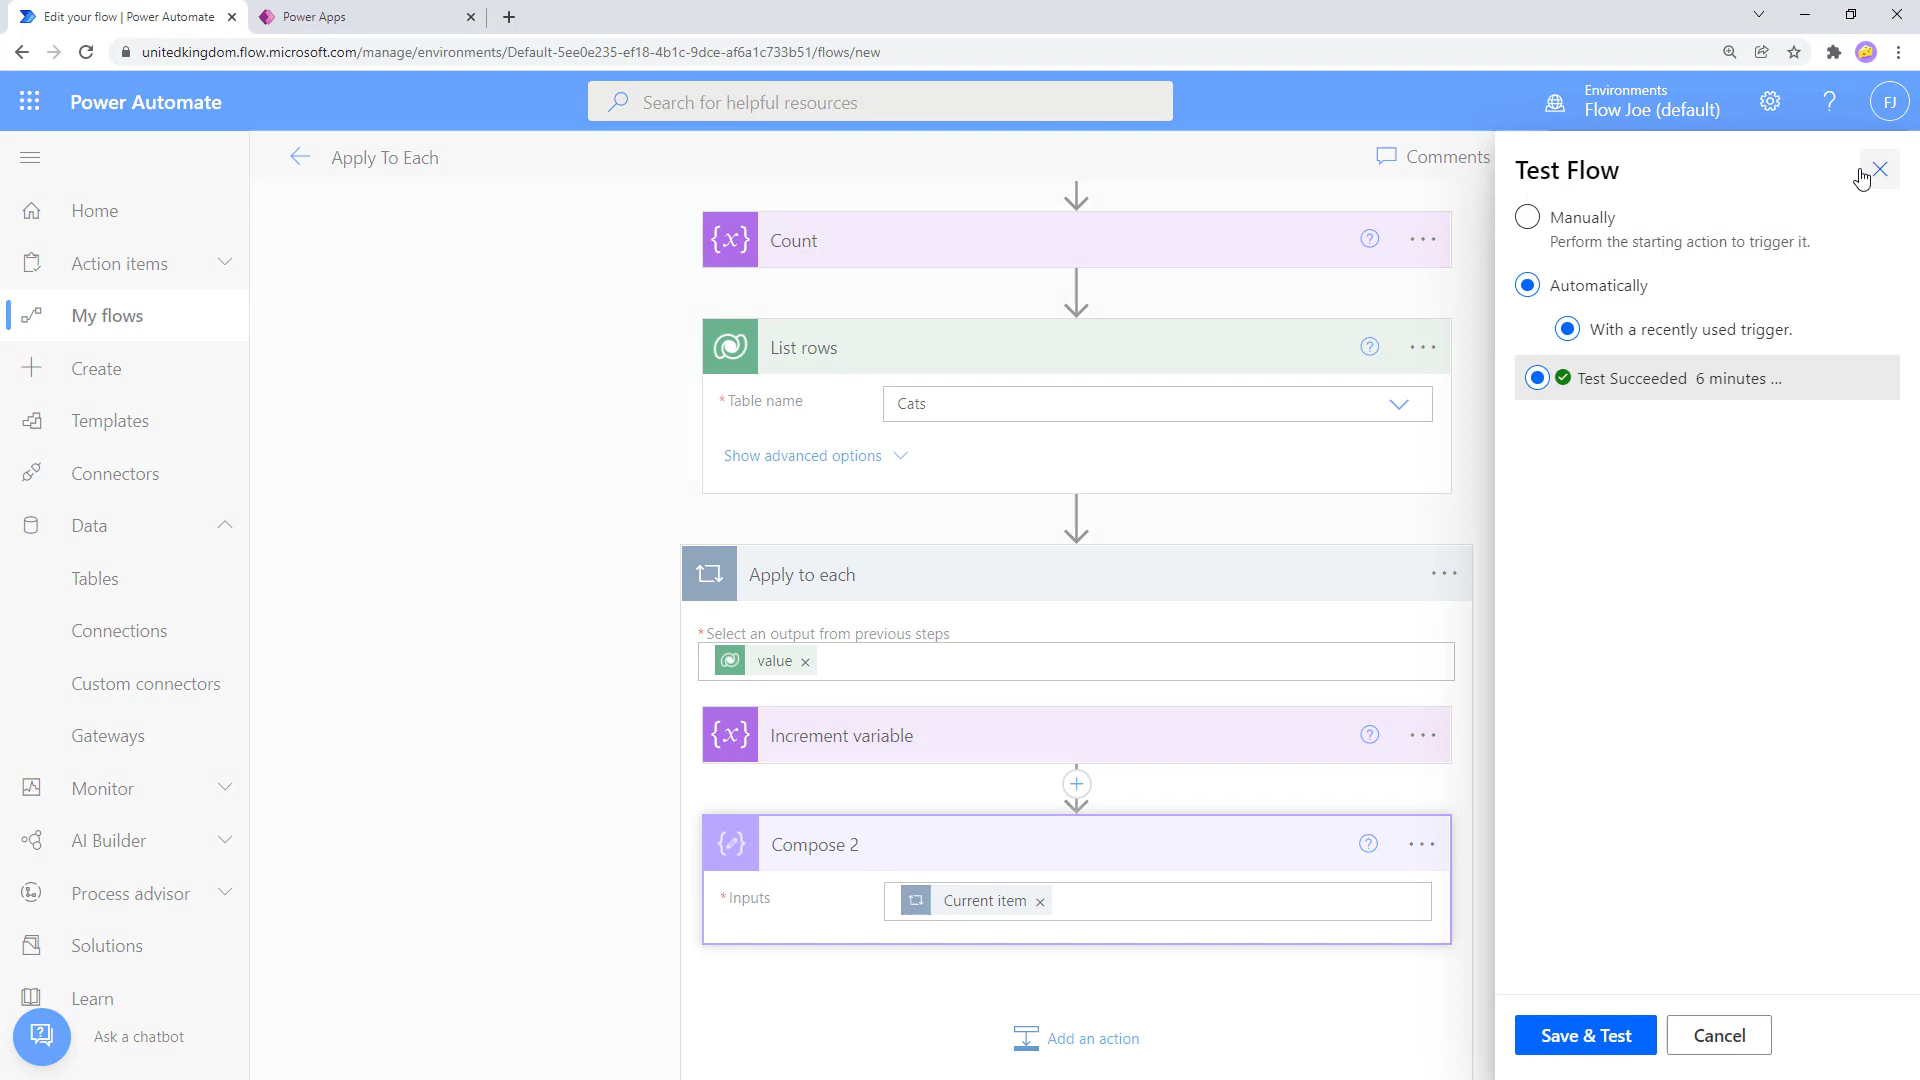 Edit your flow | Power Automate
Power Apps
unitedkingdom.flow.microsoft.com/manage/environments/Default-5ee0e235-ef18-4b1c-9dce-af6a1c733b51/flows/new
Power Automate
Search for helpful resources
Environments
Flow Joe (default)
FJ
Home
Action items
My flows
Create
Templates
Connectors
Data
Tables
Connections
Custom connectors
Gateways
Monitor
AI Builder
Process advisor
Solutions
Learn
Ask a chatbot
Apply To Each
Comments
{x} Count
List rows
* Table name
Cats
Show advanced options
Apply to each
* Select an output from previous steps
value
{x} Increment variable
Compose 2
* Inputs
Current item
Add an action
Test Flow
Manually
Perform the starting action to trigger it.
Automatically
With a recently used trigger.
Test Succeeded 6 minutes ...
Save & Test
Cancel